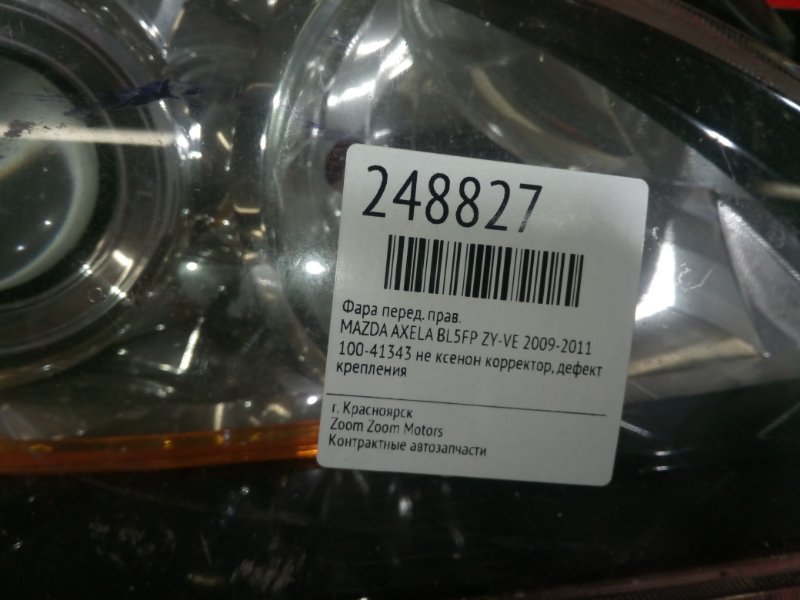 248827
Фара перед. прав.
MAZDA AXELA BL5FP ZY-VE 2009-2011
100-41343 не ксенон корректор, дефект
крепления
г. Красноярск
Zoom Zoom Motors
Контрактные автозапчасти